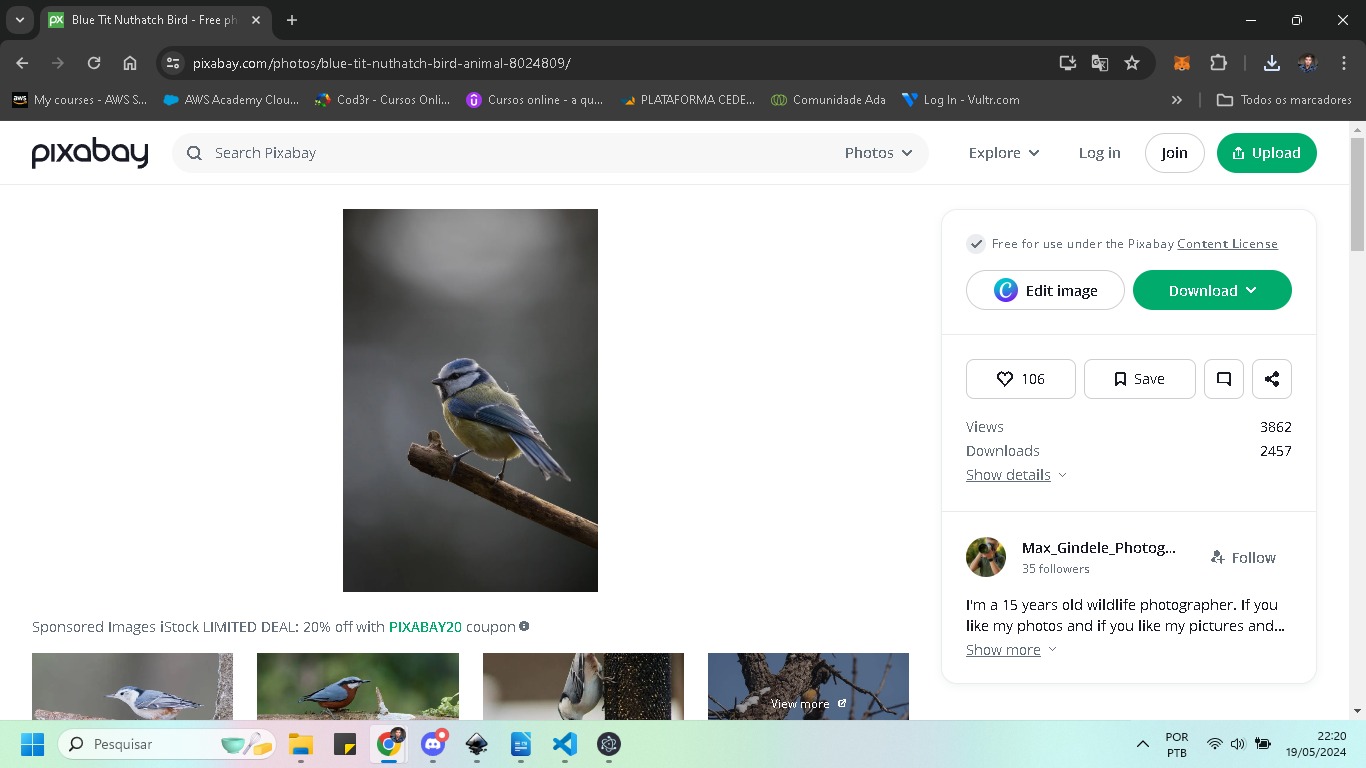 Blue Tit Nuthatch Bird - Free ph
pixabay.com/photos/blue-tit-nuthatch-bird-animal-8024809/
My courses - AWS S...
AWS Academy Clou...
Cod3r - Cursos Onli...
Cursos online - a qu...
PLATAFORMA CEDE...
Comunidade Ada
Log In - Vultr.com
Todos os marcadores
pixabay
Search Pixabay
Photos
Explore
Log in
Join
Upload
Free for use under the Pixabay Content License
Edit image
Download
106
Save
Views 3862
Downloads 2457
Show details
Max_Gindele_Photog...
35 followers
Follow
I'm a 15 years old wildlife photographer. If you
like my photos and if you like my pictures and...
Show more
Sponsored Images iStock LIMITED DEAL: 20% off with PIXABAY20 coupon
View more
Pesquisar
POR
PTB
22:20
19/05/2024